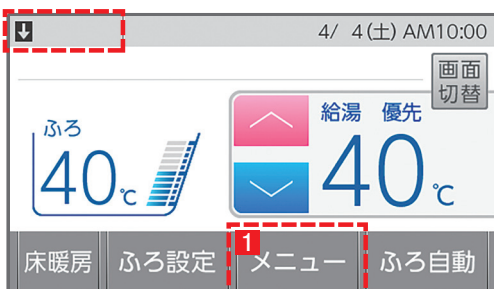 4/ 4(土) AM10:00
画面
切替
ふろ
40℃
給湯 優先
40℃
床暖房
ふろ設定
1
メニュー
ふろ自動